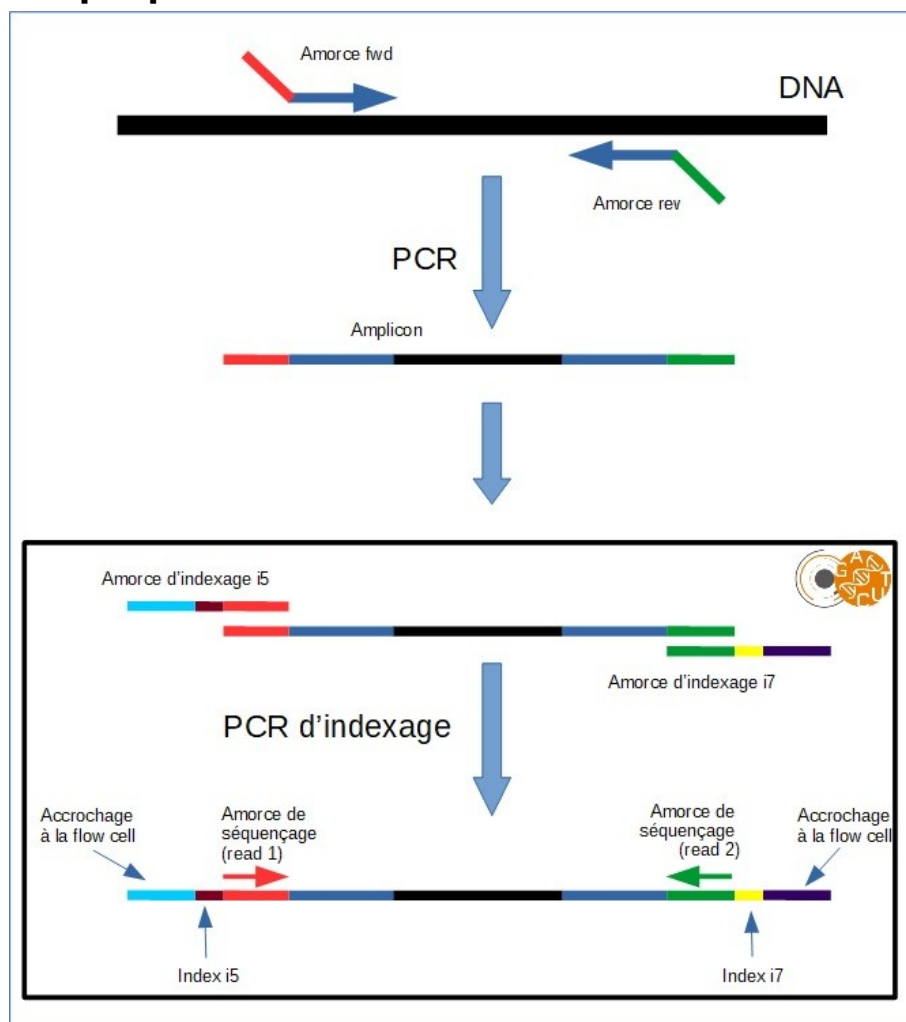 Amorce fwd
DNA
Amorce rev
PCR
Amplicon
G A T C U
Amorce d’indexage i5
Amorce d’indexage i7
PCR d’indexage
Accrochage
à la flow cell
Amorce de
séquençage
(read 1)
Amorce de
séquençage
(read 2)
Accrochage
à la flow cell
Index i5
Index i7